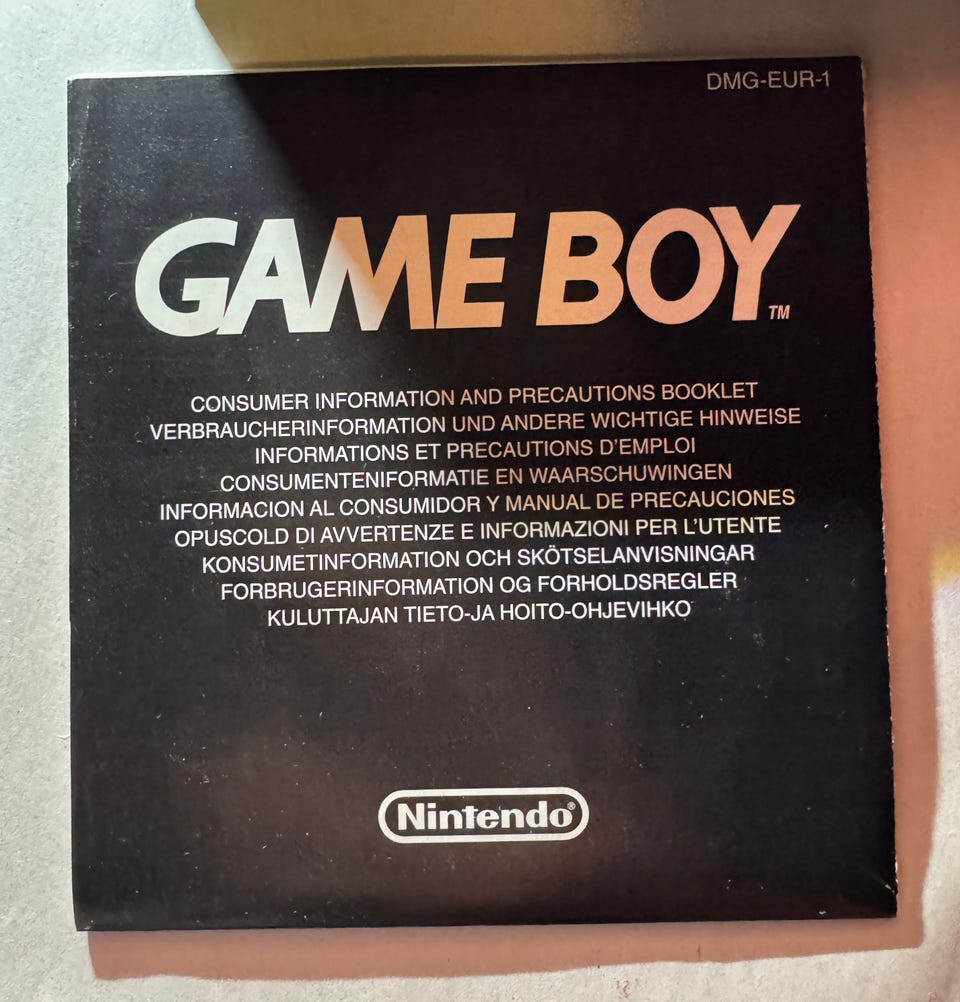 DMG-EUR-1
GAME BOY™
CONSUMER INFORMATION AND PRECAUTIONS BOOKLET
VERBRAUCHERINFORMATION UND ANDERE WICHTIGE HINWEISE
INFORMATIONS ET PRECAUTIONS D'EMPLOI
CONSUMENTENIFORMATIE EN WAARSCHUWINGEN
INFORMACION AL CONSUMIDOR Y MANUAL DE PRECAUCIONES
OPUSCOLD DI AVVERTENZE E INFORMAZIONI PER L'UTENTE
KONSUMETINFORMATION OCH SKÖTSELANVISNINGAR
FORBRUGERINFORMATION OG FORHOLDSREGLER
KULUTTAJAN TIETO-JA HOITO-OHJEVIHKO
Nintendo®